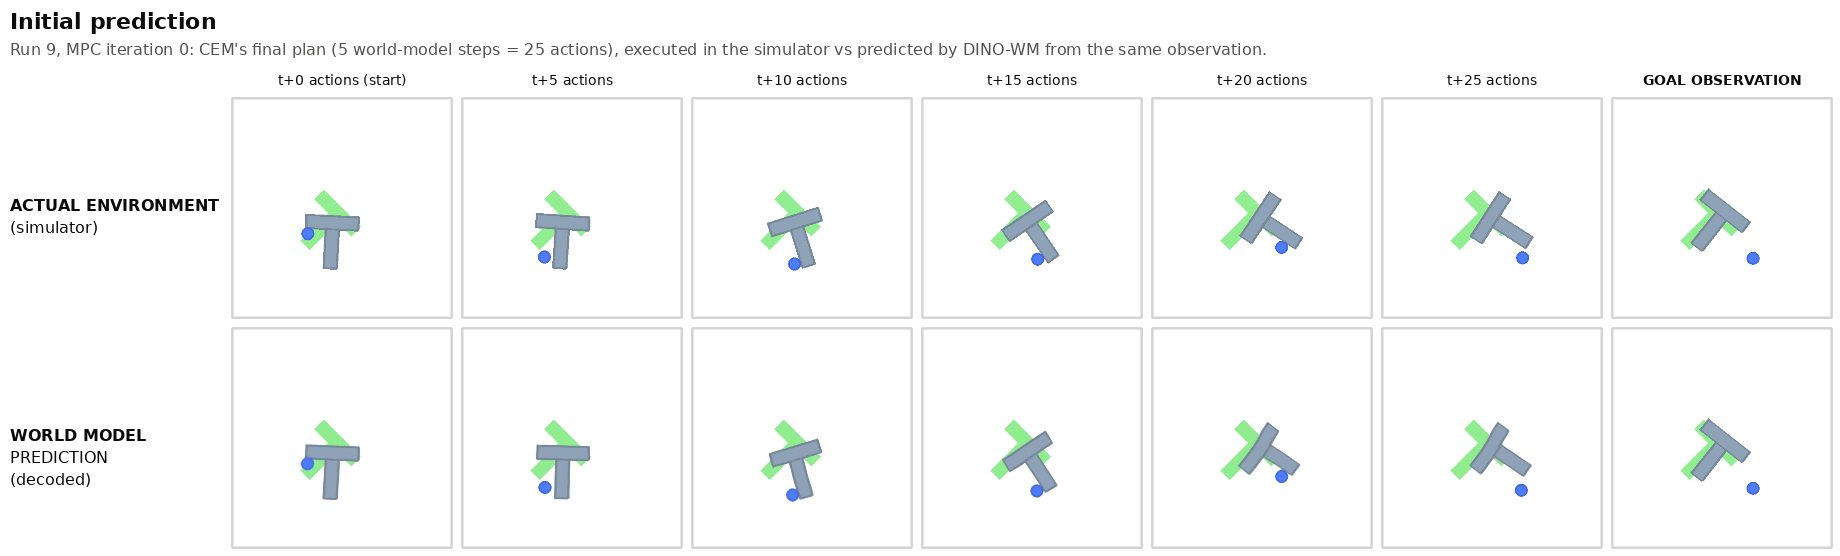 Initial prediction
Run 9, MPC iteration 0: CEM's final plan (5 world-model steps = 25 actions), executed in the simulator vs predicted by DINO-WM from the same observation.
t+0 actions (start)
t+5 actions
t+10 actions
t+15 actions
t+20 actions
t+25 actions
GOAL OBSERVATION
ACTUAL ENVIRONMENT
(simulator)
WORLD MODEL
PREDICTION
(decoded)